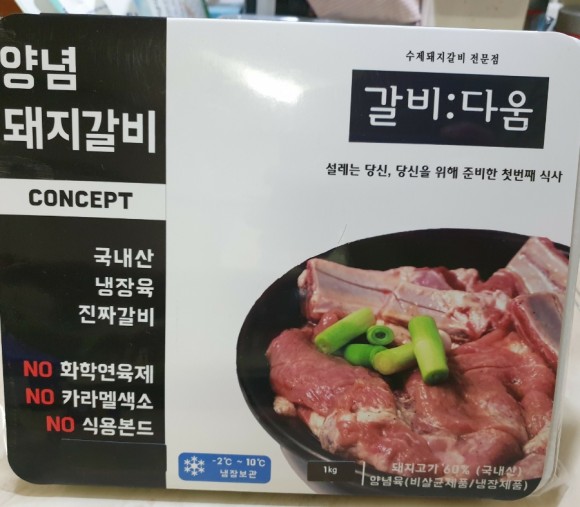 양념
돼지갈비
CONCEPT
국내산
냉장육
진짜갈비
NO 화학연육제
NO 카라멜색소
NO 식용본드
수제돼지갈비 전문점
갈비:다움
설레는 당신, 당신을 위해 준비한 첫번째 식사
-2℃ ~ 10℃
냉장보관
1kg
돼지고기 60% (국내산)
양념육(비살균제품/냉장제품)